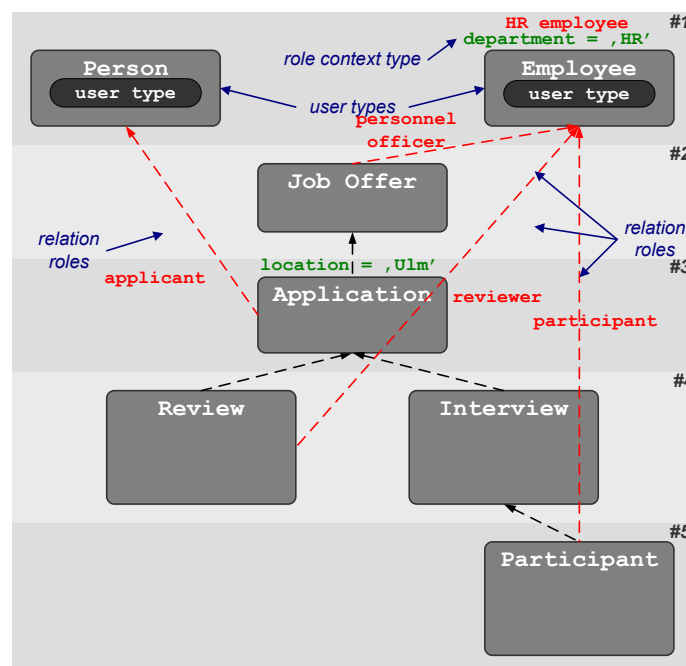 HR employee
#1
role context type
department = ‚HR’
Person
user type
Employee
user type
user types
personnel
officer
#2
Job Offer
relation
roles
relation
roles
location = ‚Ulm’
#3
applicant
Application
reviewer
participant
#4
Review
Interview
#5
Participant